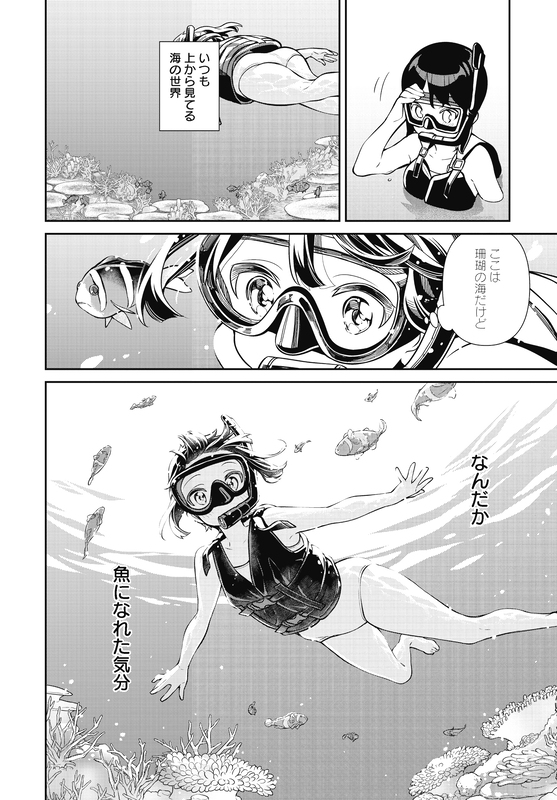 いつも
上から見てる
海の世界
ここは
珊瑚の海だけど
なんだか
魚になれた気分